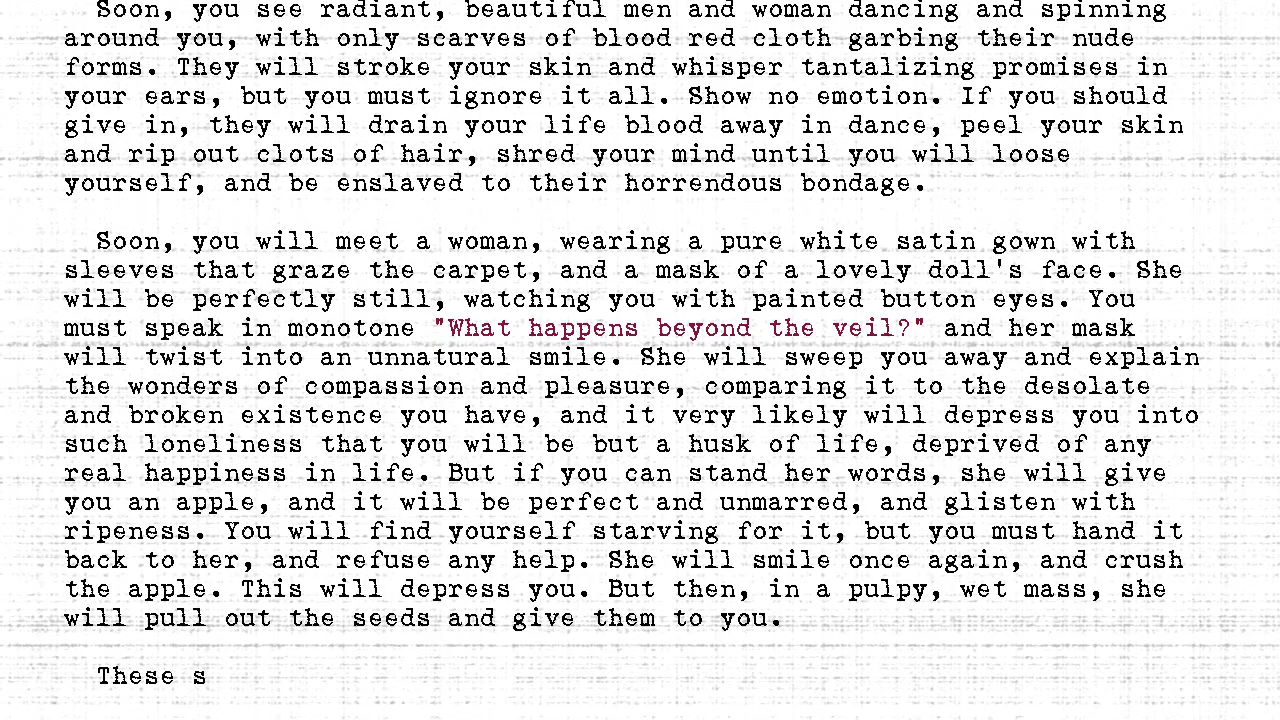 Soon, you see radiant, beautiful men and woman dancing and spinning
around you, with only scarves of blood red cloth garbing their nude
forms. They will stroke your skin and whisper tantalizing promises in
your ears, but you must ignore it all. Show no emotion. If you should
give in, they will drain your life blood away in dance, peel your skin
and rip out clots of hair, shred your mind until you will loose
yourself, and be enslaved to their horrendous bondage.
Soon, you will meet a woman, wearing a pure white satin gown with
sleeves that graze the carpet, and a mask of a lovely doll's face. She
will be perfectly still, watching you with painted button eyes. You
must speak in monotone "What happens beyond the veil?" and her mask
will twist into an unnatural smile. She will sweep you away and explain
the wonders of compassion and pleasure, comparing it to the desolate
and broken existence you have, and it very likely will depress you into
such loneliness that you will be but a husk of life, deprived of any
real happiness in life. But if you can stand her words, she will give
you an apple, and it will be perfect and unmarred, and glisten with
ripeness. You will find yourself starving for it, but you must hand it
back to her, and refuse any help. She will smile once again, and crush
the apple. This will depress you. But then, in a pulpy, wet mass, she
will pull out the seeds and give them to you.
These s